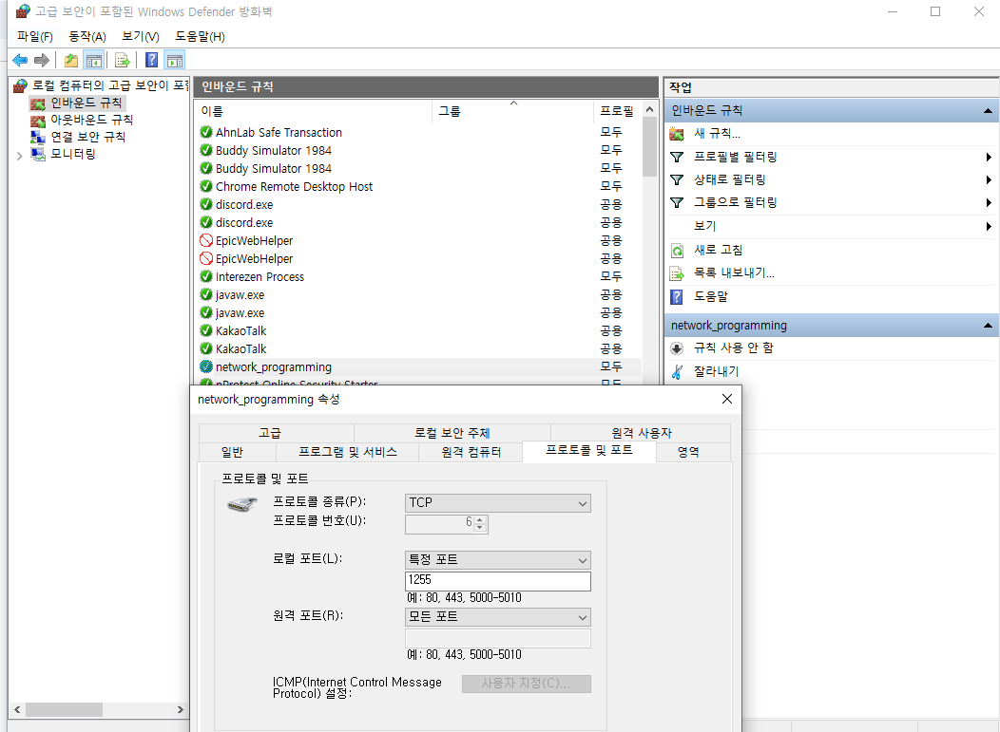 고급 보안이 포함된 Windows Defender 방화벽
파일(F) 동작(A) 보기(V) 도움말(H)
로컬 컴퓨터의 고급 보안이 포함
인바운드 규칙
아웃바운드 규칙
연결 보안 규칙
모니터링
인바운드 규칙
이름 그룹 프로필
AhnLab Safe Transaction 모두
Buddy Simulator 1984 모두
Buddy Simulator 1984 모두
Chrome Remote Desktop Host 모두
discord.exe 공용
discord.exe 공용
EpicWebHelper 공용
EpicWebHelper 공용
Interezen Process 모두
javaw.exe 공용
javaw.exe 공용
KakaoTalk 공용
KakaoTalk 공용
network_programming 모두
nProtect Online Security Starter 모두
작업
인바운드 규칙
새 규칙...
프로필별 필터링
상태로 필터링
그룹으로 필터링
보기
새로 고침
목록 내보내기...
도움말
network_programming
규칙 사용 안 함
잘라내기
network_programming 속성
고급 로컬 보안 주체 원격 사용자
일반 프로그램 및 서비스 원격 컴퓨터 프로토콜 및 포트 영역
프로토콜 및 포트
프로토콜 종류(P): TCP
프로토콜 번호(U): 6
로컬 포트(L): 특정 포트
1255
예: 80, 443, 5000-5010
원격 포트(R): 모든 포트
예: 80, 443, 5000-5010
ICMP(Internet Control Message
Protocol) 설정:
사용자 지정(C)...